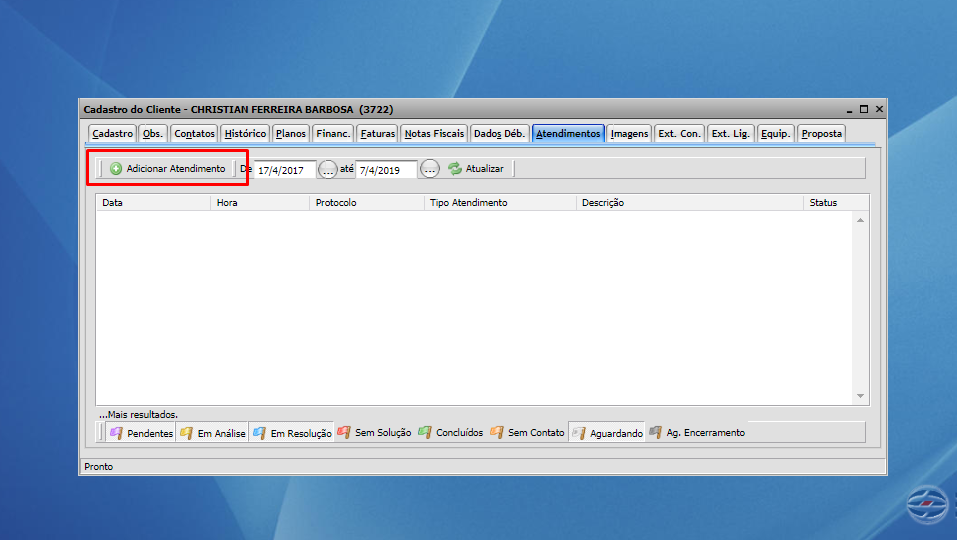 Cadastro do Cliente - CHRISTIAN FERREIRA BARBOSA (3722)
Cadastro Obs. Contatos Histórico Planos Financ. Faturas Notas Fiscais Dados Déb. Atendimentos Imagens Ext. Con. Ext. Lig. Equip. Proposta
Adicionar Atendimento De 17/4/2017 ... até 7/4/2019 ... Atualizar
Data Hora Protocolo Tipo Atendimento Descrição Status
...Mais resultados.
Pendentes Em Análise Em Resolução Sem Solução Concluídos Sem Contato Aguardando Ag. Encerramento
Pronto